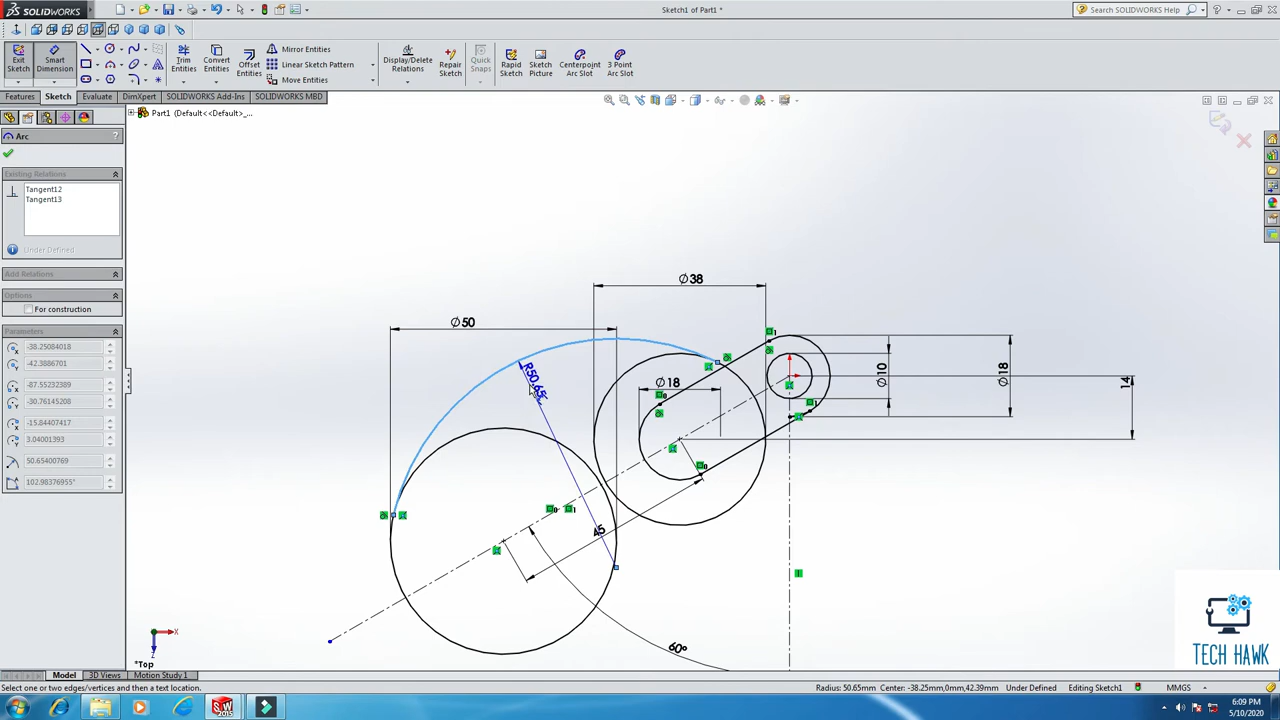 SOLIDWORKS
Sketch1 of Part1 *
Search SOLIDWORKS Help
Exit Sketch
Smart Dimension
Trim Entities
Convert Entities
Offset Entities
Mirror Entities
Linear Sketch Pattern
Move Entities
Display/Delete Relations
Repair Sketch
Quick Snaps
Rapid Sketch
Sketch Picture
Centerpoint Arc Slot
3 Point Arc Slot
Features Sketch Evaluate DimXpert SOLIDWORKS Add-Ins SOLIDWORKS MBD
Part1 (Default<<Default>_...
Arc
?
Existing Relations
Tangent12
Tangent13
Under Defined
Add Relations
Options
For construction
Parameters
-38.25084018
-42.3886701
-87.55232389
-30.76145208
-15.84407417
3.04001393
50.65400769
102.98376955°
Ø38
Ø50
R50.65
Ø18
Ø10
Ø18
14
45
60°
X
Z
*Top
TECH HAWK
Model 3D Views Motion Study 1
Select one or two edges/vertices and then a text location.
Radius: 50.65mm Center: -38.25mm,0mm,42.39mm Under Defined Editing Sketch1 MMGS
6:09 PM
5/10/2020